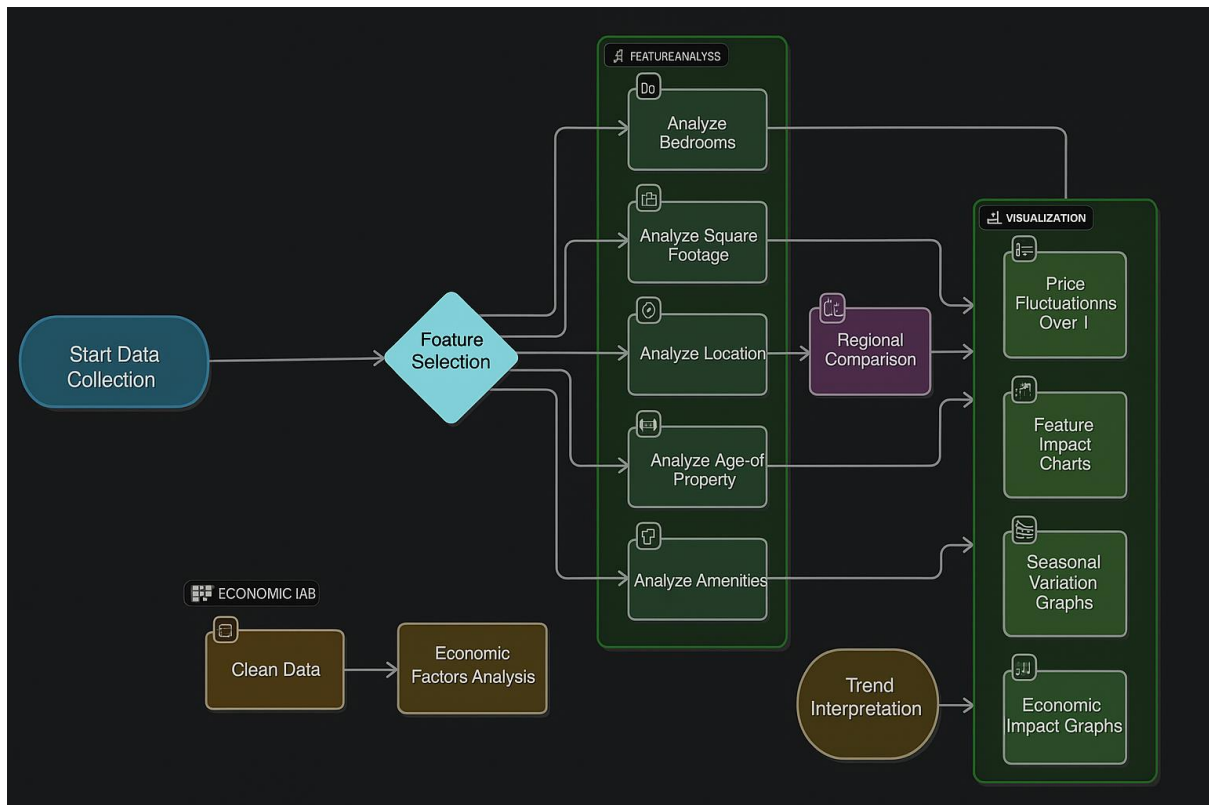 FEATUREANALYSS
Do
Analyze
Bedrooms
Analyze Square
Footage
Analyze Location
Analyze Age-of
Property
Analyze Amenities
Start Data
Collection
Foature
Selection
Regional
Comparison
VISUALIZATION
Price
Fluctuationns
Over I
Feature
Impact
Charts
Seasonal
Variation
Graphs
Economic
Impact Graphs
ECONOMIC IAB
Clean Data
Economic
Factors Analysis
Trend
Interpretation